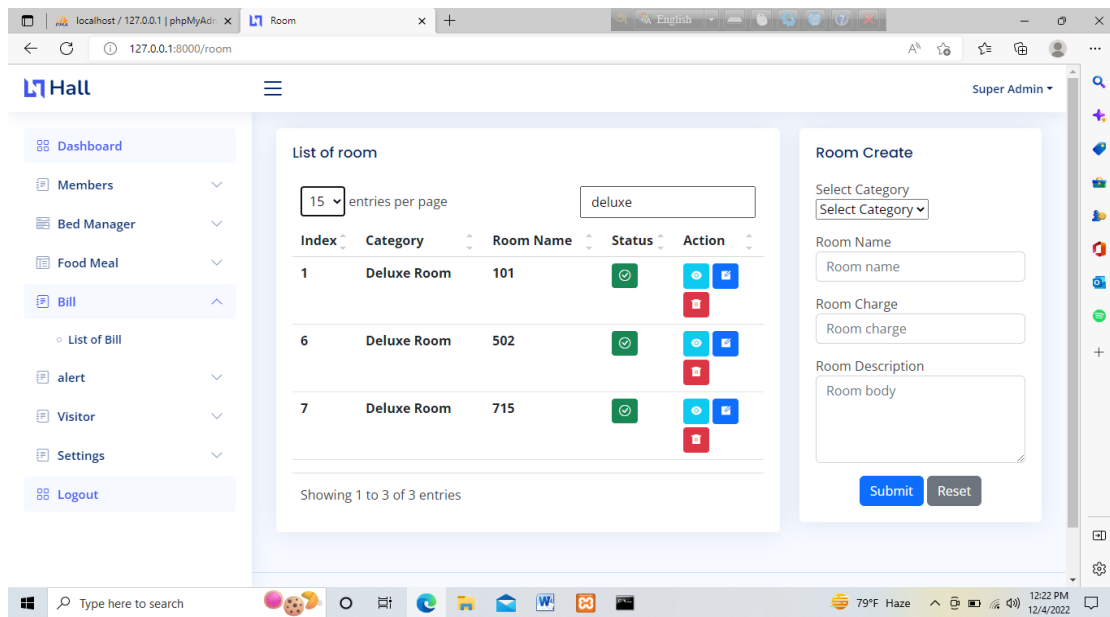 localhost / 127.0.0.1 | phpMyAdn
Room
English
127.0.0.1:8000/room
Hall
Super Admin
Dashboard
Members
Bed Manager
Food Meal
Bill
List of Bill
alert
Visitor
Settings
Logout
List of room
15 entries per page
deluxe
Index Category Room Name Status Action
1 Deluxe Room 101
6 Deluxe Room 502
7 Deluxe Room 715
Showing 1 to 3 of 3 entries
Room Create
Select Category
Select Category
Room Name
Room name
Room Charge
Room charge
Room Description
Room body
Submit Reset
Type here to search
79°F Haze
12:22 PM
12/4/2022